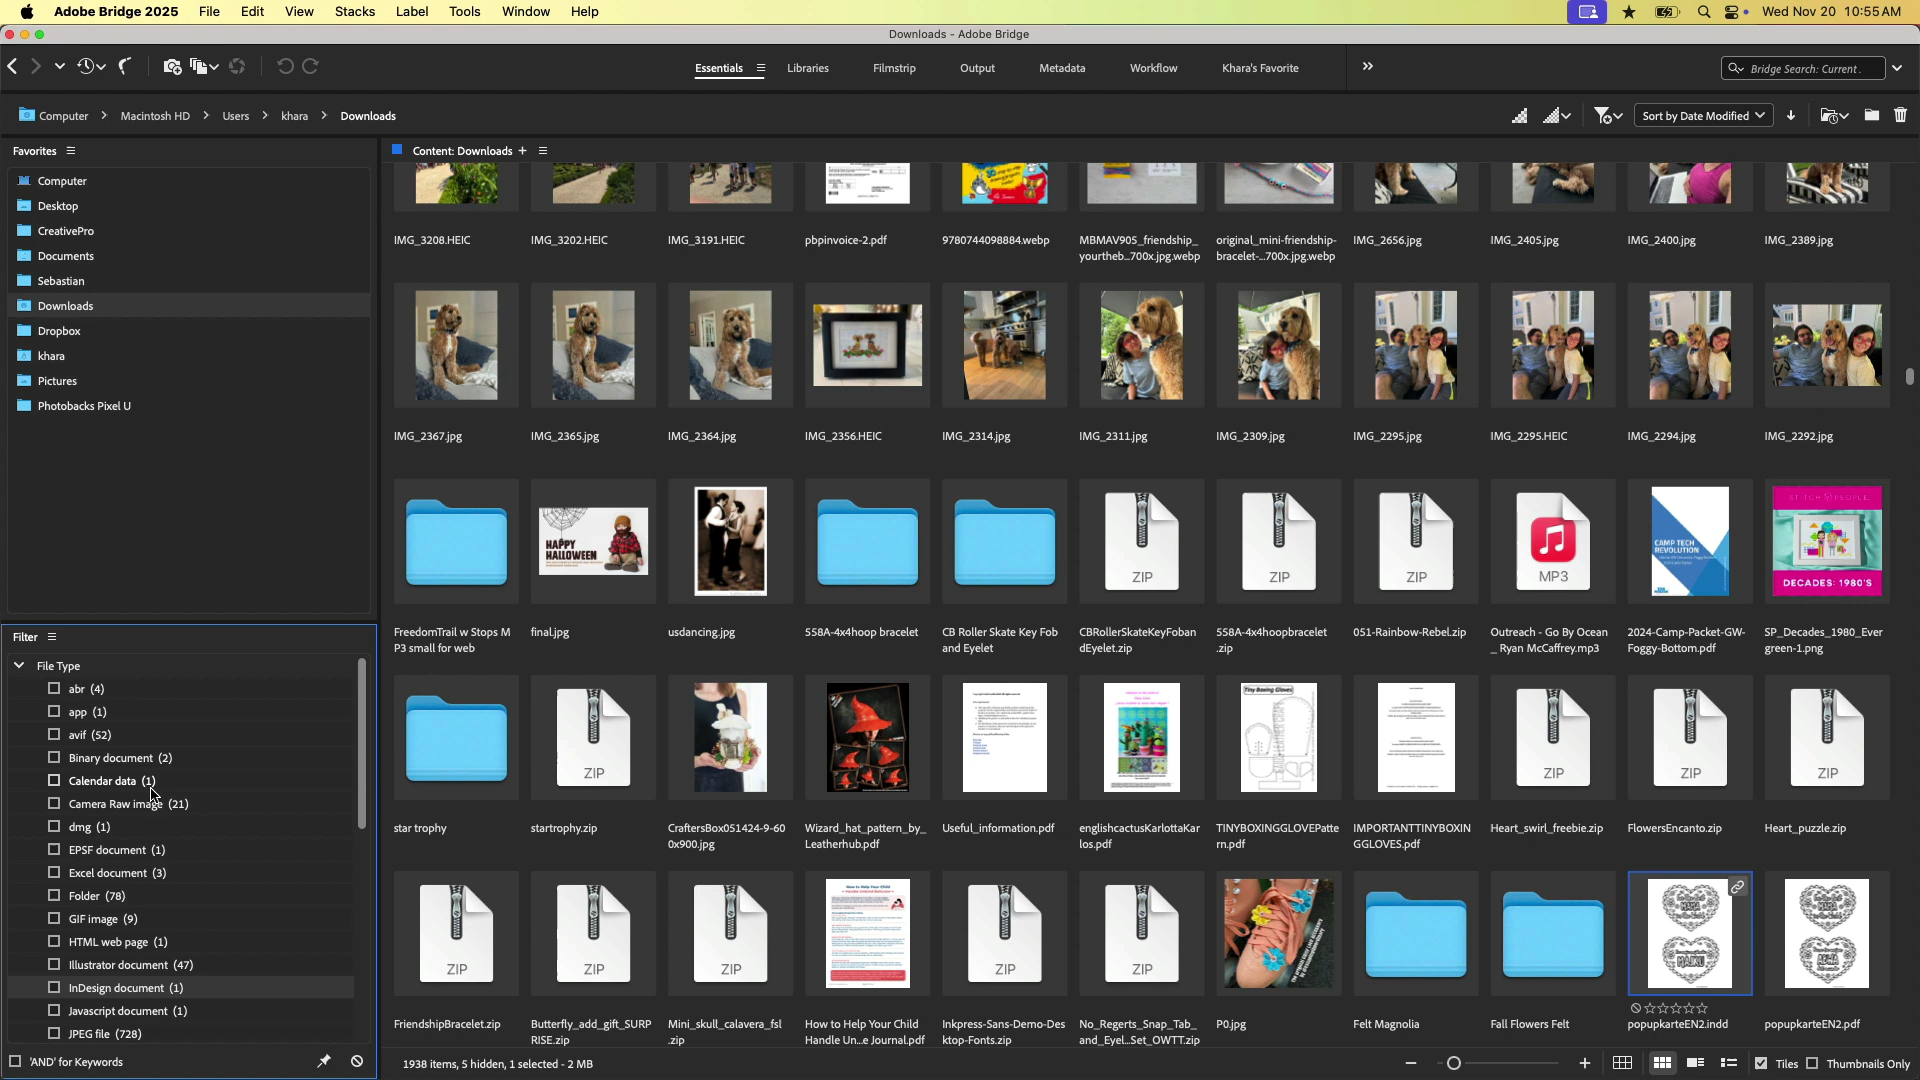 Adobe Bridge 2025 File Edit View Stacks Label Tools Window Help Wed Nov 20 10:55 AM
Downloads - Adobe Bridge
Essentials Libraries Filmstrip Output Metadata Workflow Khara's Favorite Bridge Search: Current .
Computer Macintosh HD Users khara Downloads Sort by Date Modified
Favorites
Computer
Desktop
CreativePro
Documents
Sebastian
Downloads
Dropbox
khara
Pictures
Photobacks Pixel U
Content: Downloads
IMG_3208.HEIC IMG_3202.HEIC IMG_3191.HEIC pbpinvoice-2.pdf 9780744098884.webp MBMAV905_friendship_ original_mini-friendship- IMG_2656.jpg IMG_2405.jpg IMG_2400.jpg IMG_2389.jpg
yourtheb...700x.jpg.webp bracelet-...700x.jpg.webp
IMG_2367.jpg IMG_2365.jpg IMG_2364.jpg IMG_2356.HEIC IMG_2314.jpg IMG_2311.jpg IMG_2309.jpg IMG_2295.jpg IMG_2295.HEIC IMG_2294.jpg IMG_2292.jpg
STITCH PEOPLE
HAPPY
HALLOWEEN
CAMP TECH
REVOLUTION
ZIP ZIP ZIP MP3 DECADES: 1980'S
FreedomTrail w Stops M final.jpg usdancing.jpg 558A-4x4hoop bracelet CB Roller Skate Key Fob CBRollerSkateKeyFoban 558A-4x4hoopbracelet 051-Rainbow-Rebel.zip Outreach - Go By Ocean 2024-Camp-Packet-GW- SP_Decades_1980_Ever
P3 small for web and Eyelet dEyelet.zip .zip _ Ryan McCaffrey.mp3 Foggy-Bottom.pdf green-1.png
Tiny Boxing Gloves
ZIP ZIP ZIP ZIP
star trophy startrophy.zip CraftersBox051424-9-60 Wizard_hat_pattern_by_ Useful_information.pdf englishcactusKarlottaKar TINYBOXINGGLOVEPatte IMPORTANTTINYBOXIN Heart_swirl_freebie.zip FlowersEncanto.zip Heart_puzzle.zip
0x900.jpg Leatherhub.pdf los.pdf rn.pdf GGLOVES.pdf
How to Help Your Child
ZIP ZIP ZIP ZIP ZIP
FriendshipBracelet.zip Butterfly_add_gift_SURP Mini_skull_calavera_fsl How to Help Your Child Inkpress-Sans-Demo-Des No_Regerts_Snap_Tab_ P0.jpg Felt Magnolia Fall Flowers Felt popupkarteEN2.indd popupkarteEN2.pdf
RISE.zip .zip Handle Un...e Journal.pdf ktop-Fonts.zip and_Eyel...Set_OWTT.zip
Filter
File Type
abr (4)
app (1)
avif (52)
Binary document (2)
Calendar data (1)
Camera Raw image (21)
dmg (1)
EPSF document (1)
Excel document (3)
Folder (78)
GIF image (9)
HTML web page (1)
Illustrator document (47)
InDesign document (1)
Javascript document (1)
JPEG file (728)
'AND' for Keywords
1938 items, 5 hidden, 1 selected - 2 MB Tiles Thumbnails Only